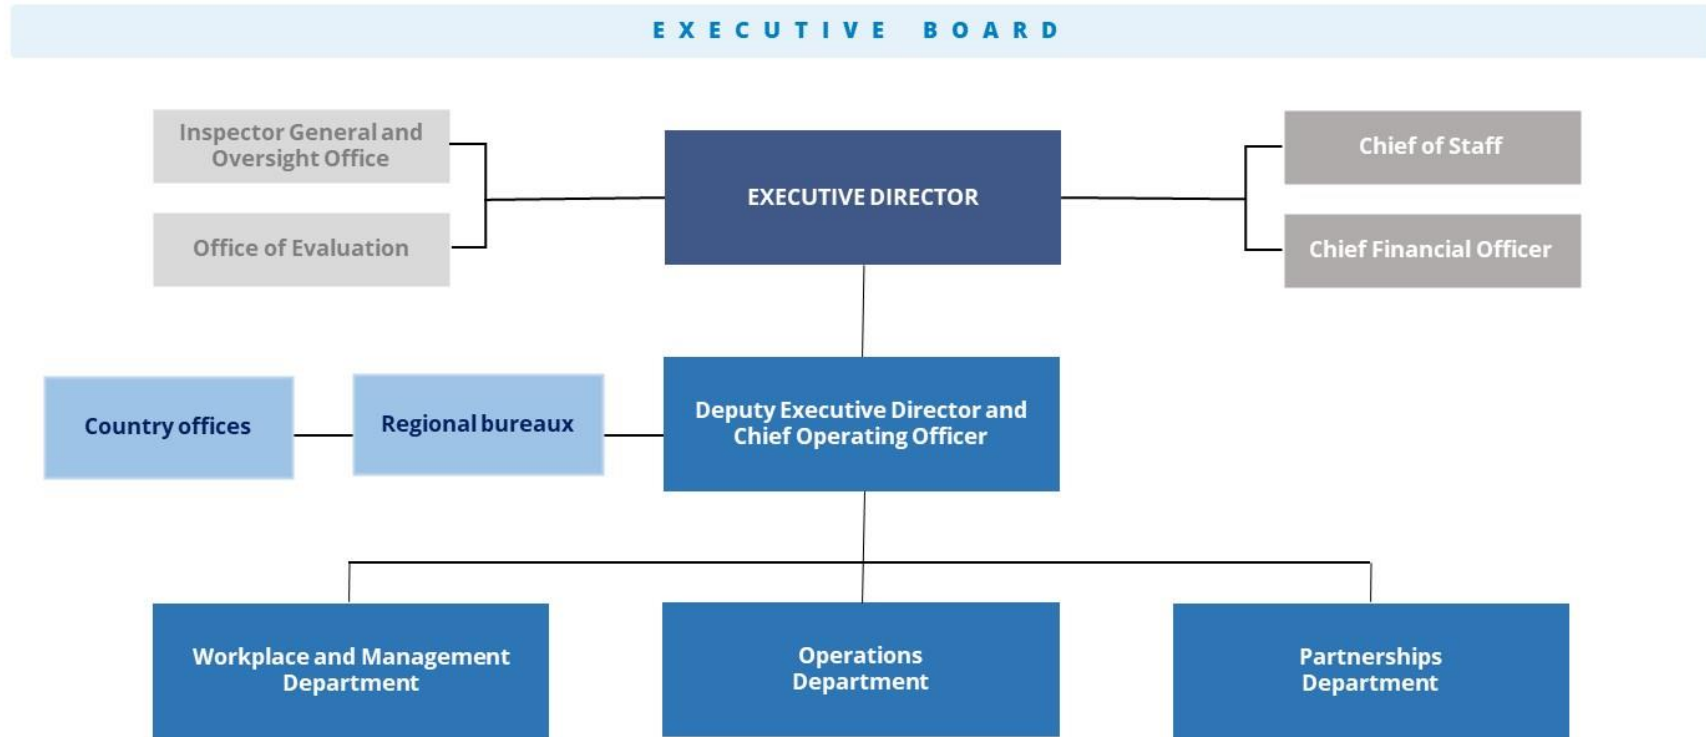 EXECUTIVE BOARD
Inspector General and
Oversight Office
Office of Evaluation
EXECUTIVE DIRECTOR
Chief of Staff
Chief Financial Officer
Country offices
Regional bureaux
Deputy Executive Director and
Chief Operating Officer
Workplace and Management
Department
Operations
Department
Partnerships
Department